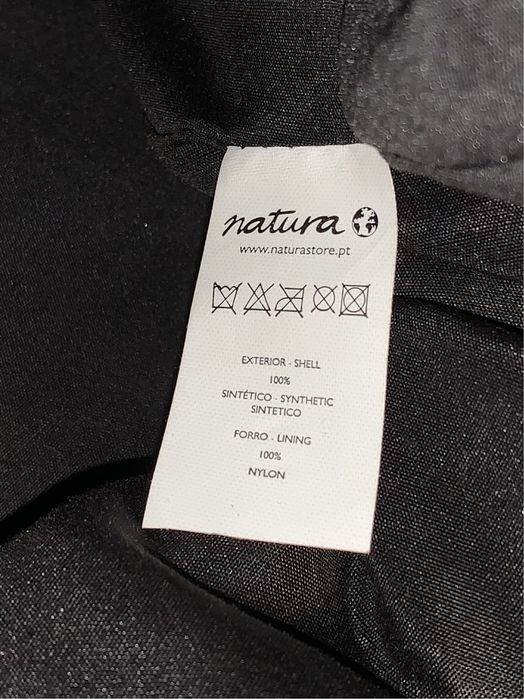 natura
www.naturastore.pt
EXTERIOR - SHELL
100%
SINTÉTICO - SYNTHETIC
SINTETICO
FORRO - LINING
100%
NYLON